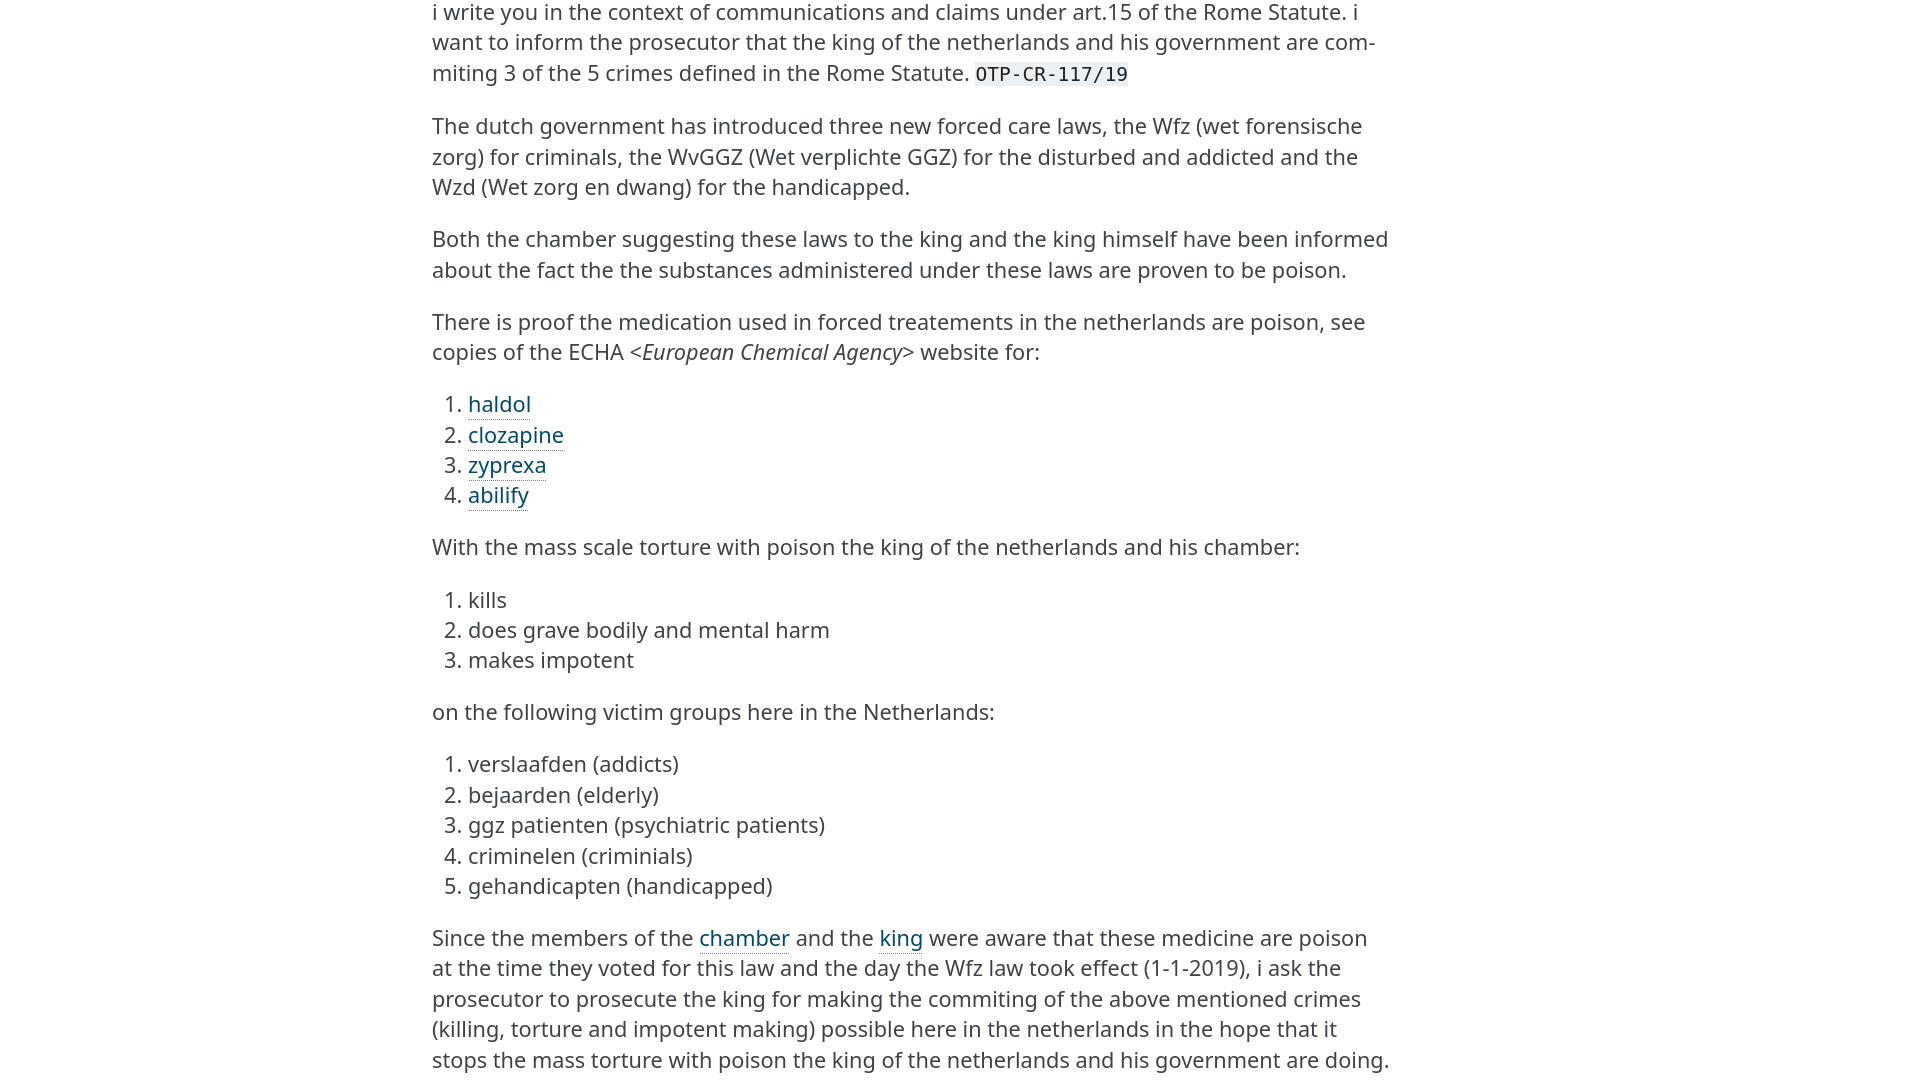 i write you in the context of communications and claims under art.15 of the Rome Statute. i
want to inform the prosecutor that the king of the netherlands and his government are com-
miting 3 of the 5 crimes defined in the Rome Statute. OTP-CR-117/19
The dutch government has introduced three new forced care laws, the Wfz (wet forensische
zorg) for criminals, the WvGGZ (Wet verplichte GGZ) for the disturbed and addicted and the
Wzd (Wet zorg en dwang) for the handicapped.
Both the chamber suggesting these laws to the king and the king himself have been informed
about the fact the the substances administered under these laws are proven to be poison.
There is proof the medication used in forced treatements in the netherlands are poison, see
copies of the ECHA <European Chemical Agency> website for:
1. haldol
2. clozapine
3. zyprexa
4. abilify
With the mass scale torture with poison the king of the netherlands and his chamber:
1. kills
2. does grave bodily and mental harm
3. makes impotent
on the following victim groups here in the Netherlands:
1. verslaafden (addicts)
2. bejaarden (elderly)
3. ggz patienten (psychiatric patients)
4. criminelen (criminials)
5. gehandicapten (handicapped)
Since the members of the chamber and the king were aware that these medicine are poison
at the time they voted for this law and the day the Wfz law took effect (1-1-2019), i ask the
prosecutor to prosecute the king for making the commiting of the above mentioned crimes
(killing, torture and impotent making) possible here in the netherlands in the hope that it
stops the mass torture with poison the king of the netherlands and his government are doing.